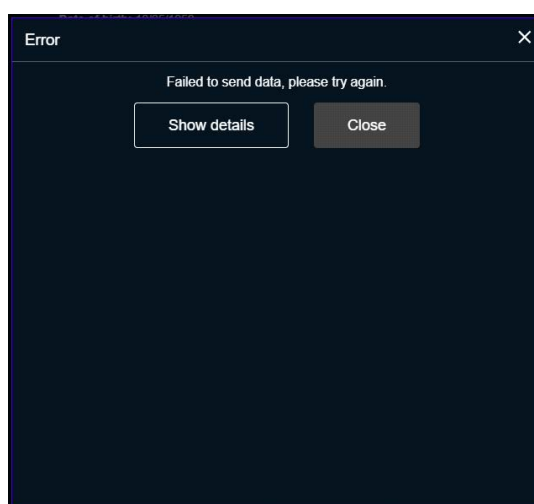 Error
Failed to send data, please try again.
Show details
Close